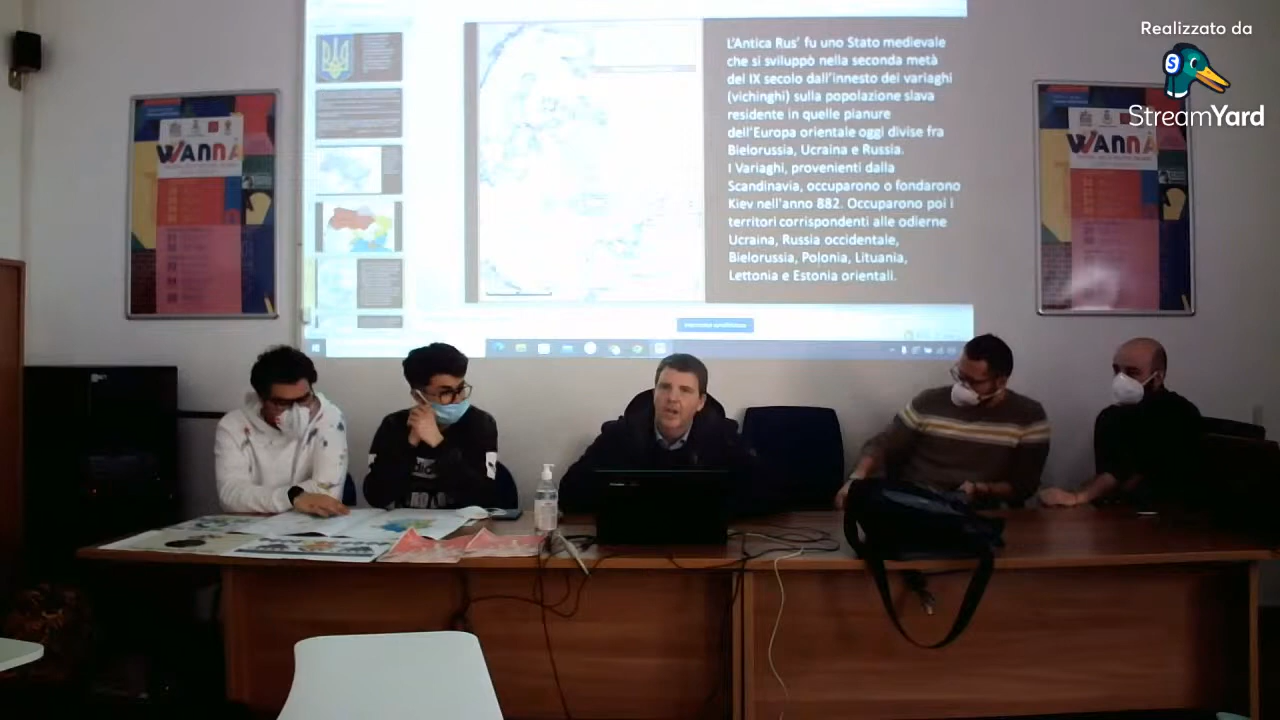 Realizzato da
StreamYard
L'Antica Rus' fu uno Stato medievale
che si sviluppò nella seconda metà
del IX secolo dall'innesto dei variaghi
(vichinghi) sulla popolazione slava
residente in quelle planure
dell'Europa orientale oggi divise fra
Bielorussia, Ucraina e Russia.
I Variaghi, provenienti dalla
Scandinavia, occuparono o fondarono
Kiev nell'anno 882. Occuparono poi i
territori corrispondenti alle odierne
Ucraina, Russia occidentale,
Bielorussia, Polonia, Lituania,
Lettonia e Estonia orientali.
WANNÀ
WANNÀ